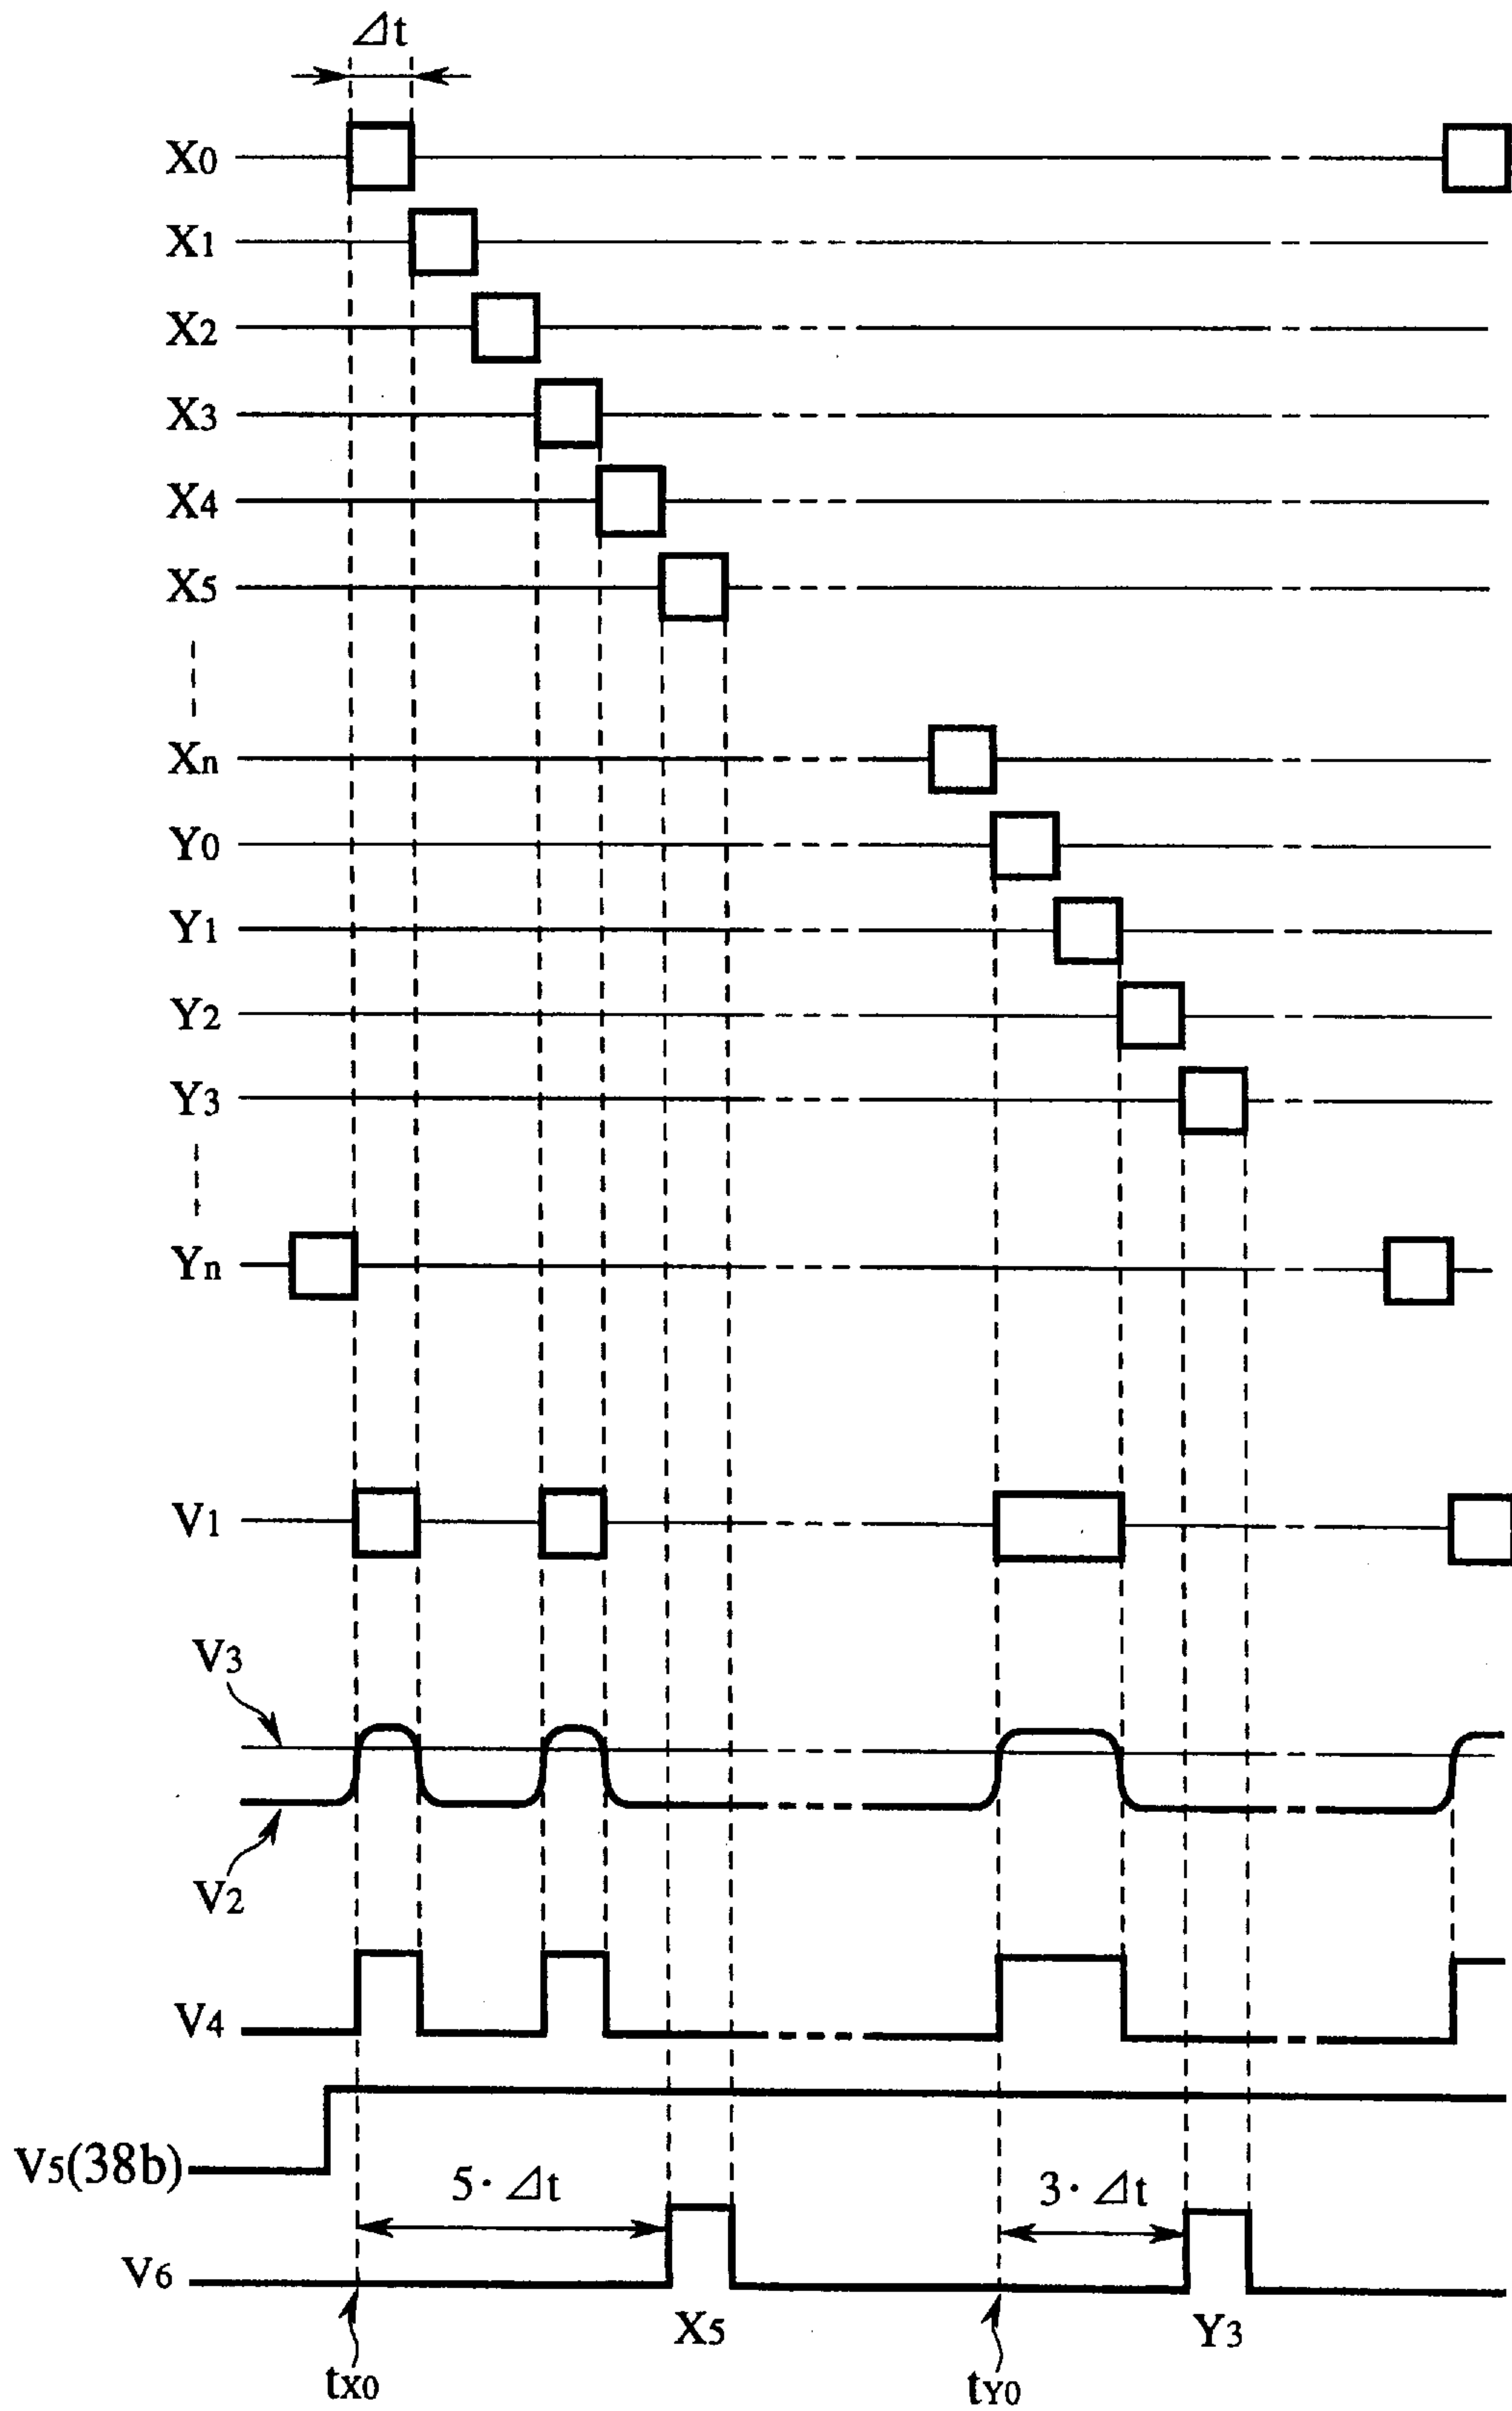 ⊿t
X0
X1
X2
X3
X4
X5
Xn
Y0
Y1
Y2
Y3
Yn
V1
V3
V2
V4
V5(38b)
5・⊿t
3・⊿t
V6
X5
Y3
tX0
tY0